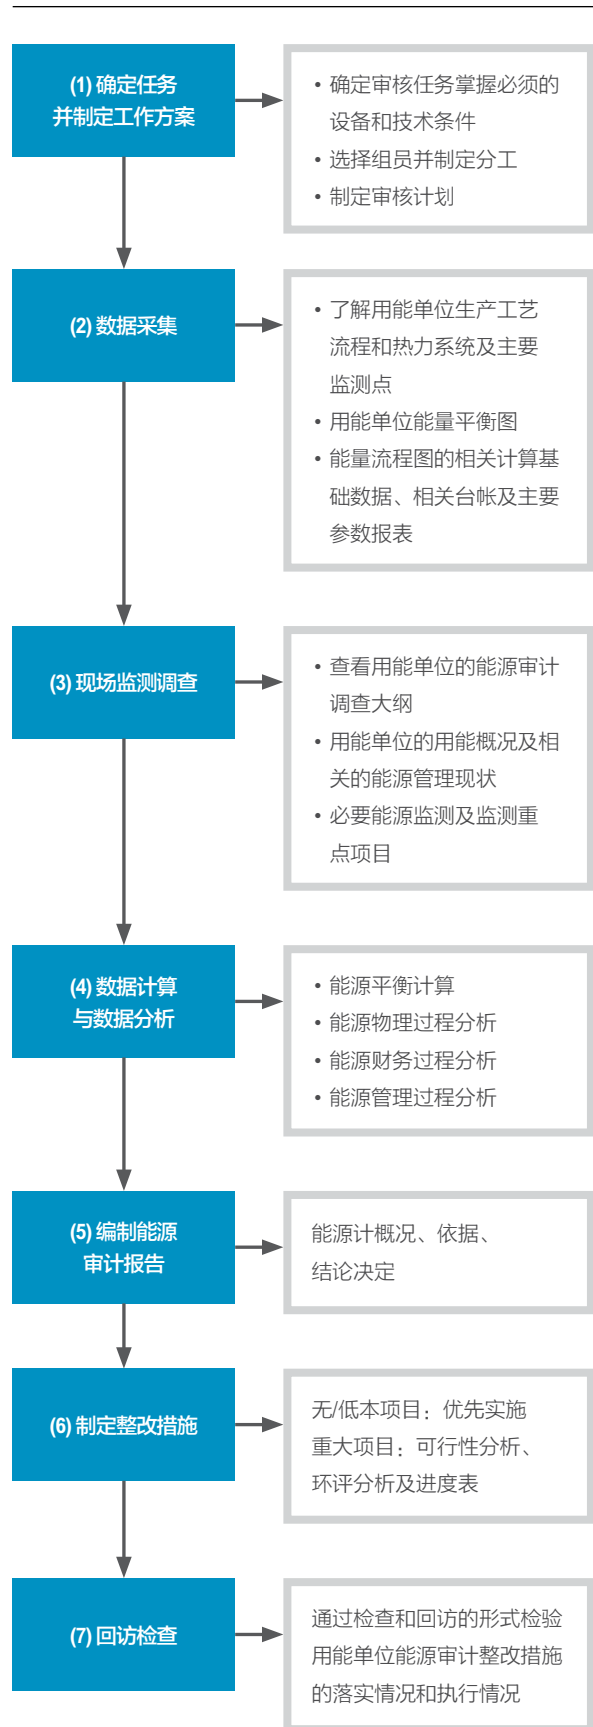 (1) 确定任务
并制定工作方案
• 确定审核任务掌握必须的
设备和技术条件
• 选择组员并制定分工
• 制定审核计划
(2) 数据采集
• 了解用能单位生产工艺
流程和热力系统及主要
监测点
• 用能单位能量平衡图
• 能量流程图的相关计算基
础数据、相关台帐及主要
参数报表
(3) 现场监测调查
• 查看用能单位的能源审计
调查大纲
• 用能单位的用能概况及相
关的能源管理现状
• 必要能源监测及监测重
点项目
(4) 数据计算
与数据分析
• 能源平衡计算
• 能源物理过程分析
• 能源财务过程分析
• 能源管理过程分析
(5) 编制能源
审计报告
能源计概况、依据、
结论决定
(6) 制定整改措施
无/低本项目：优先实施
重大项目：可行性分析、
环评分析及进度表
(7) 回访检查
通过检查和回访的形式检验
用能单位能源审计整改措施
的落实情况和执行情况